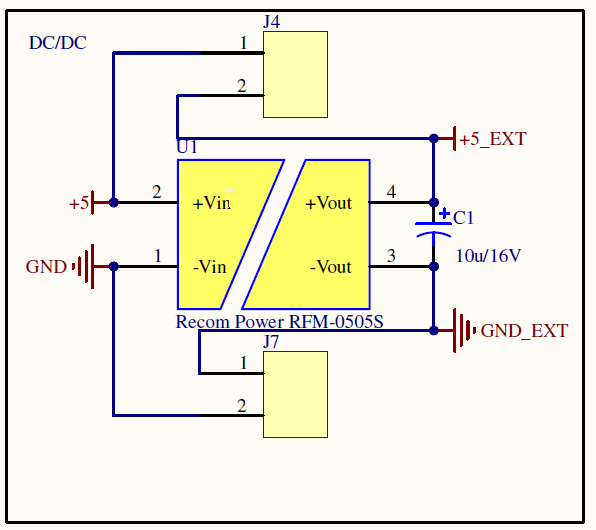 J4
DC/DC
1
2
U1
+5_EXT
+5
2
+Vin
+Vout
4
C1
GND
1
-Vin
-Vout
3
10u/16V
Recom Power RFM-0505S
GND_EXT
J7
1
2